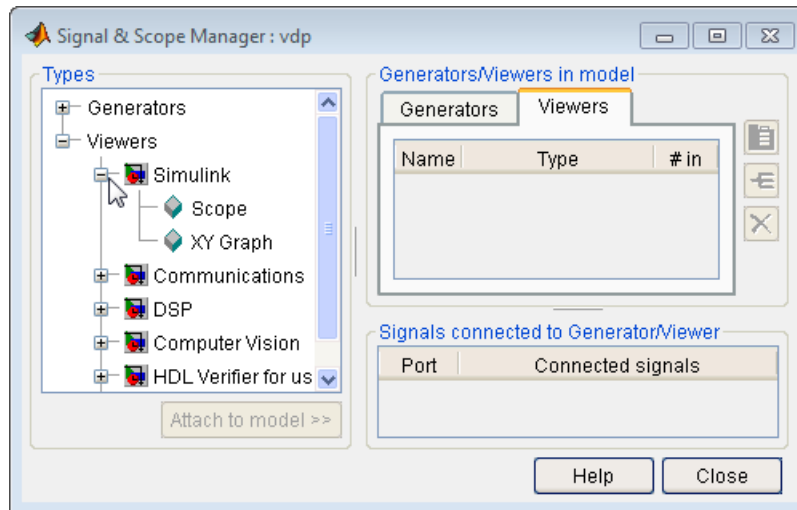 Signal & Scope Manager : vdp
Types
Generators
Viewers
Simulink
Scope
XY Graph
Communications
DSP
Computer Vision
HDL Verifier for us
Attach to model >>
Generators/Viewers in model
Generators Viewers
Name Type # in
Signals connected to Generator/Viewer
Port Connected signals
Help Close